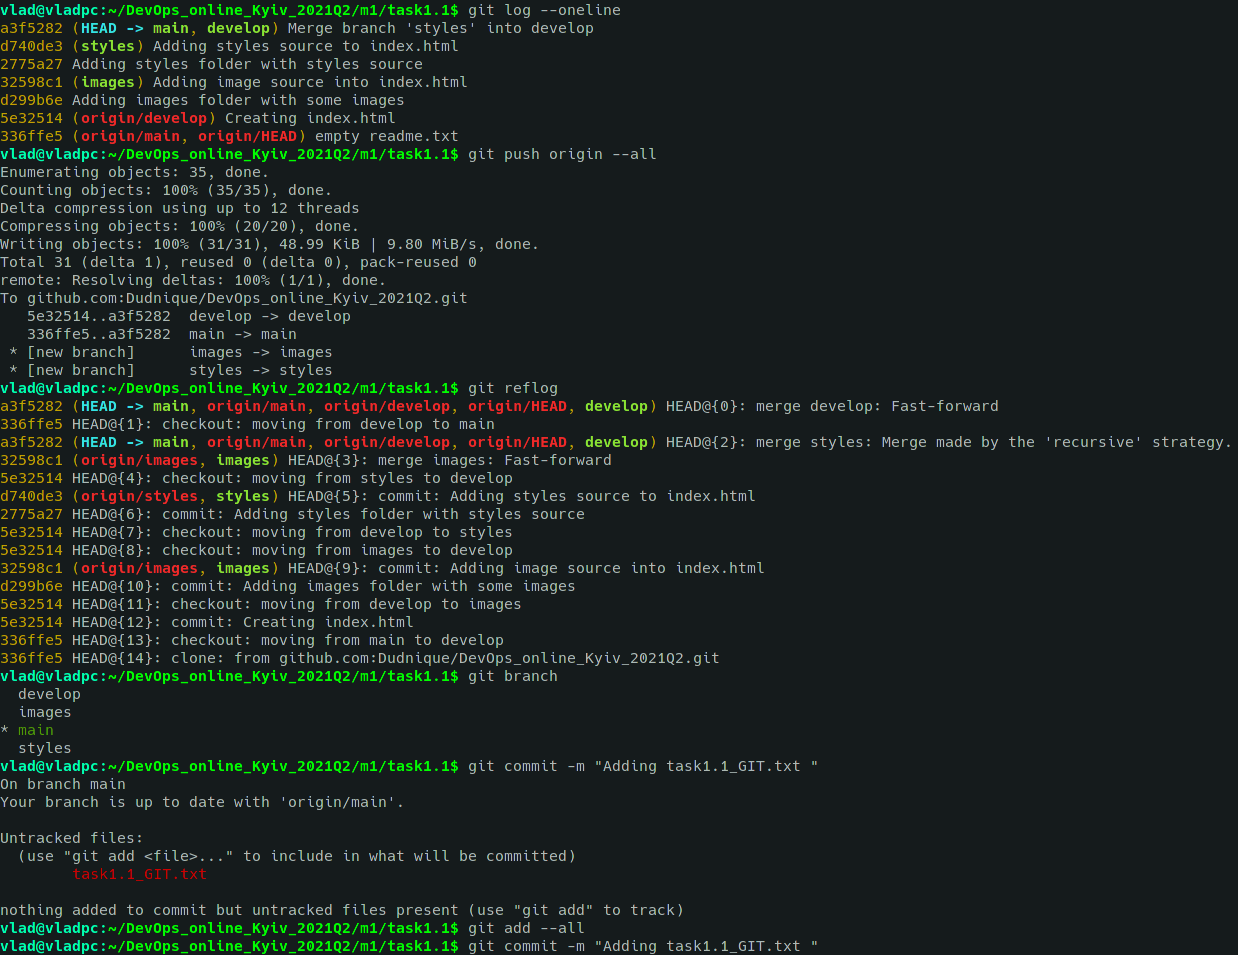 vlad@vladpc:~/DevOps_online_Kyiv_2021Q2/m1/task1.1$ git log --oneline
a3f5282 (HEAD -> main, develop) Merge branch 'styles' into develop
d740de3 (styles) Adding styles source to index.html
2775a27 Adding styles folder with styles source
32598c1 (images) Adding image source into index.html
d299b6e Adding images folder with some images
5e32514 (origin/develop) Creating index.html
336ffe5 (origin/main, origin/HEAD) empty readme.txt
vlad@vladpc:~/DevOps_online_Kyiv_2021Q2/m1/task1.1$ git push origin --all
Enumerating objects: 35, done.
Counting objects: 100% (35/35), done.
Delta compression using up to 12 threads
Compressing objects: 100% (20/20), done.
Writing objects: 100% (31/31), 48.99 KiB | 9.80 MiB/s, done.
Total 31 (delta 1), reused 0 (delta 0), pack-reused 0
remote: Resolving deltas: 100% (1/1), done.
To github.com:Dudnique/DevOps_online_Kyiv_2021Q2.git
   5e32514..a3f5282  develop -> develop
   336ffe5..a3f5282  main -> main
 * [new branch]      images -> images
 * [new branch]      styles -> styles
vlad@vladpc:~/DevOps_online_Kyiv_2021Q2/m1/task1.1$ git reflog
a3f5282 (HEAD -> main, origin/main, origin/develop, origin/HEAD, develop) HEAD@{0}: merge develop: Fast-forward
336ffe5 HEAD@{1}: checkout: moving from develop to main
a3f5282 (HEAD -> main, origin/main, origin/develop, origin/HEAD, develop) HEAD@{2}: merge styles: Merge made by the 'recursive' strategy.
32598c1 (origin/images, images) HEAD@{3}: merge images: Fast-forward
5e32514 HEAD@{4}: checkout: moving from styles to develop
d740de3 (origin/styles, styles) HEAD@{5}: commit: Adding styles source to index.html
2775a27 HEAD@{6}: commit: Adding styles folder with styles source
5e32514 HEAD@{7}: checkout: moving from develop to styles
5e32514 HEAD@{8}: checkout: moving from images to develop
32598c1 (origin/images, images) HEAD@{9}: commit: Adding image source into index.html
d299b6e HEAD@{10}: commit: Adding images folder with some images
5e32514 HEAD@{11}: checkout: moving from develop to images
5e32514 HEAD@{12}: commit: Creating index.html
336ffe5 HEAD@{13}: checkout: moving from main to develop
336ffe5 HEAD@{14}: clone: from github.com:Dudnique/DevOps_online_Kyiv_2021Q2.git
vlad@vladpc:~/DevOps_online_Kyiv_2021Q2/m1/task1.1$ git branch
  develop
  images
* main
  styles
vlad@vladpc:~/DevOps_online_Kyiv_2021Q2/m1/task1.1$ git commit -m "Adding task1.1_GIT.txt "
On branch main
Your branch is up to date with 'origin/main'.

Untracked files:
  (use "git add <file>..." to include in what will be committed)
        task1.1_GIT.txt

nothing added to commit but untracked files present (use "git add" to track)
vlad@vladpc:~/DevOps_online_Kyiv_2021Q2/m1/task1.1$ git add --all
vlad@vladpc:~/DevOps_online_Kyiv_2021Q2/m1/task1.1$ git commit -m "Adding task1.1_GIT.txt "